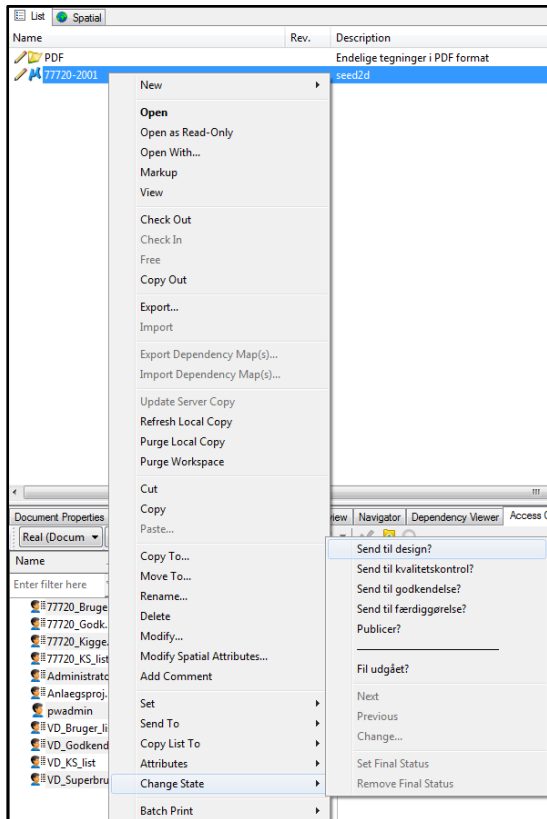 List Spatial
Name Rev. Description
PDF Endelige tegninger i PDF format
77720-2001 seed2d
New
Open
Open as Read-Only
Open With...
Markup
View
Check Out
Check In
Free
Copy Out
Export...
Import
Export Dependency Map(s)...
Import Dependency Map(s)...
Update Server Copy
Refresh Local Copy
Purge Local Copy
Purge Workspace
Cut
Copy
Paste...
Copy To...
Move To...
Rename...
Delete
Modify...
Modify Spatial Attributes...
Add Comment
Set
Send To
Copy List To
Attributes
Change State
Batch Print
Document Properties
Navigator Dependency Viewer Access
Real (Docum
Name
Enter filter here
77720_Bruge
77720_Godk.
77720_Kigge
77720_KS_list
Administrato
Anlaegsproj.
pwadmin
VD_Bruger_li
VD_Godkend
VD_KS_list
VD_Superbru
Send til design?
Send til kvalitetskontrol?
Send til godkendelse?
Send til færdiggørelse?
Publicer?
Fil udgået?
Next
Previous
Change...
Set Final Status
Remove Final Status